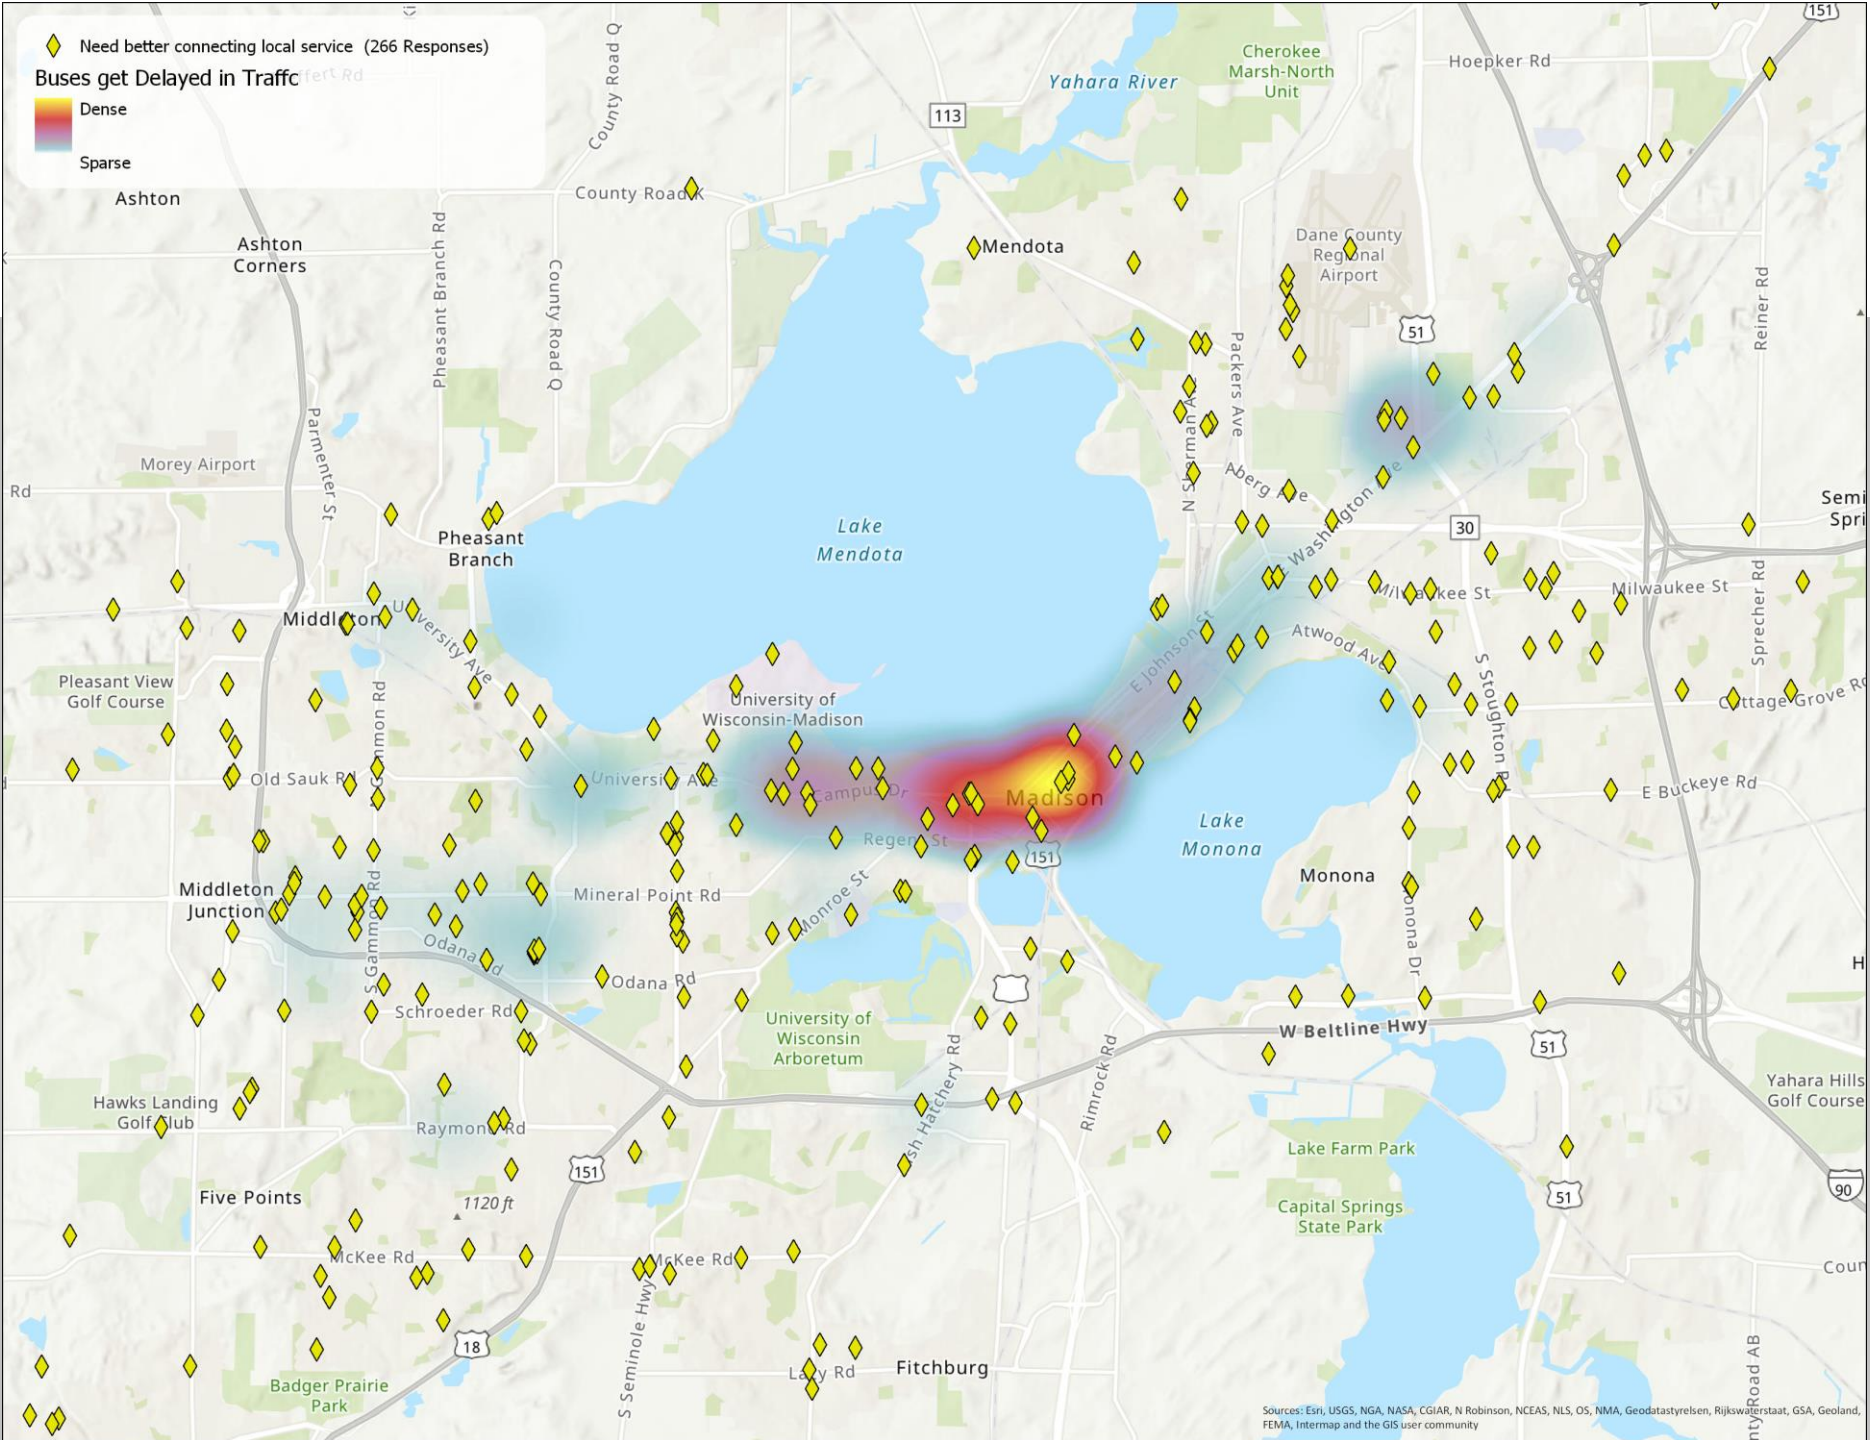 Need better connecting local service (266 Responses)
Buses get Delayed in Traffc
Dense
Sparse
effert Rd
County Road Q
113
Yahara River
Cherokee
Marsh-North
Unit
Hoepker Rd
151
Ashton
County Road K
Ashton
Corners
Pheasant Branch Rd
County Road Q
Mendota
Dane County
Regional
Airport
Reiner Rd
51
Packers Ave
N Sherman Ave
Parmenter St
Morey Airport
Rd
Aberg Ave
E Washington Ave
Pheasant
Branch
Lake
Mendota
30
Semi
Spri
Middleton
University Ave
Milwaukee St
Milwaukee St
Sprecher Rd
E Johnson St
Atwood Ave
Pleasant View
Golf Course
University of
Wisconsin-Madison
N Gammon Rd
S Stoughton Rd
Cottage Grove Rd
Old Sauk Rd
University Ave
Campus Dr
Madison
E Buckeye Rd
Regent St
151
Lake
Monona
Middleton
Junction
Mineral Point Rd
Monroe St
Monona
Monona Dr
S Gammon Rd
Odana Rd
Odana Rd
H
Schroeder Rd
University of
Wisconsin
Arboretum
W Beltline Hwy
51
Fish Hatchery Rd
Rimrock Rd
Hawks Landing
Golf Club
Raymond Rd
Yahara Hills
Golf Course
Lake Farm Park
151
Five Points
1120 ft
Capital Springs
State Park
51
90
McKee Rd
McKee Rd
Coun
S Seminole Hwy
18
Lacy Rd
Fitchburg
Badger Prairie
Park
nty Road AB
Sources: Esri, USGS, NGA, NASA, CGIAR, N Robinson, NCEAS, NLS, OS, NMA, Geodatastyrelsen, Rijkswaterstaat, GSA, Geoland,
FEMA, Intermap and the GIS user community